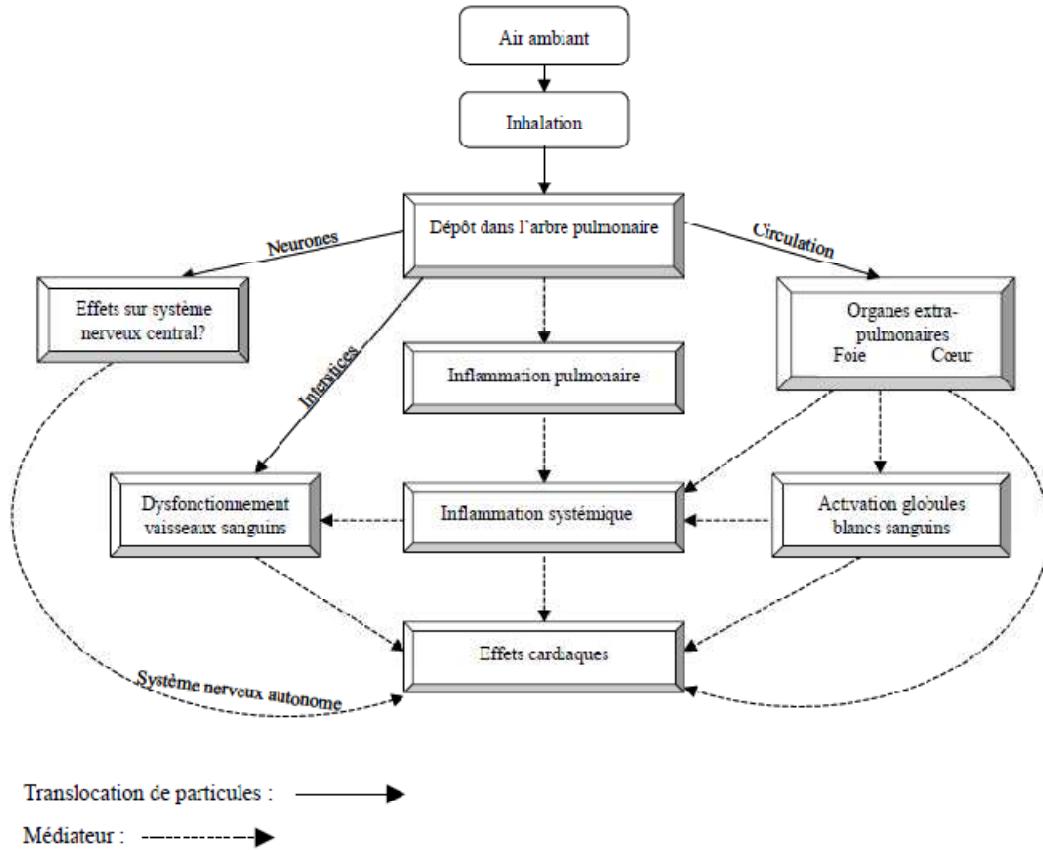 Air ambiant
Inhalation
Dépôt dans l'arbre pulmonaire
Neurones
Circulation
Effets sur système
nerveux central?
Organes extra-
pulmonaires
Foie Cœur
Interstices
Inflammation pulmonaire
Dysfonctionnement
vaisseaux sanguins
Inflammation systémique
Activation globules
blancs sanguins
Effets cardiaques
Système nerveux autonome
Translocation de particules :
Médiateur :